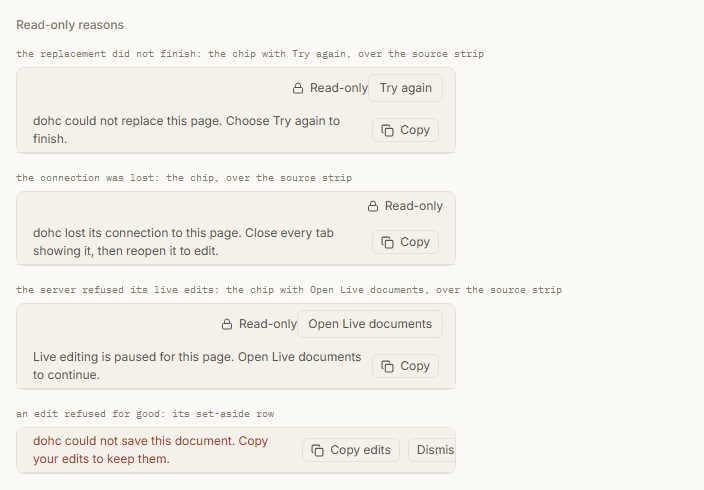 Read-only reasons
the replacement did not finish: the chip with Try again, over the source strip
Read-only Try again
dohc could not replace this page. Choose Try again to
finish.
Copy
the connection was lost: the chip, over the source strip
Read-only
dohc lost its connection to this page. Close every tab
showing it, then reopen it to edit.
Copy
the server refused its live edits: the chip with Open Live documents, over the source strip
Read-only Open Live documents
Live editing is paused for this page. Open Live documents
to continue.
Copy
an edit refused for good: its set-aside row
dohc could not save this document. Copy
your edits to keep them.
Copy edits Dismis